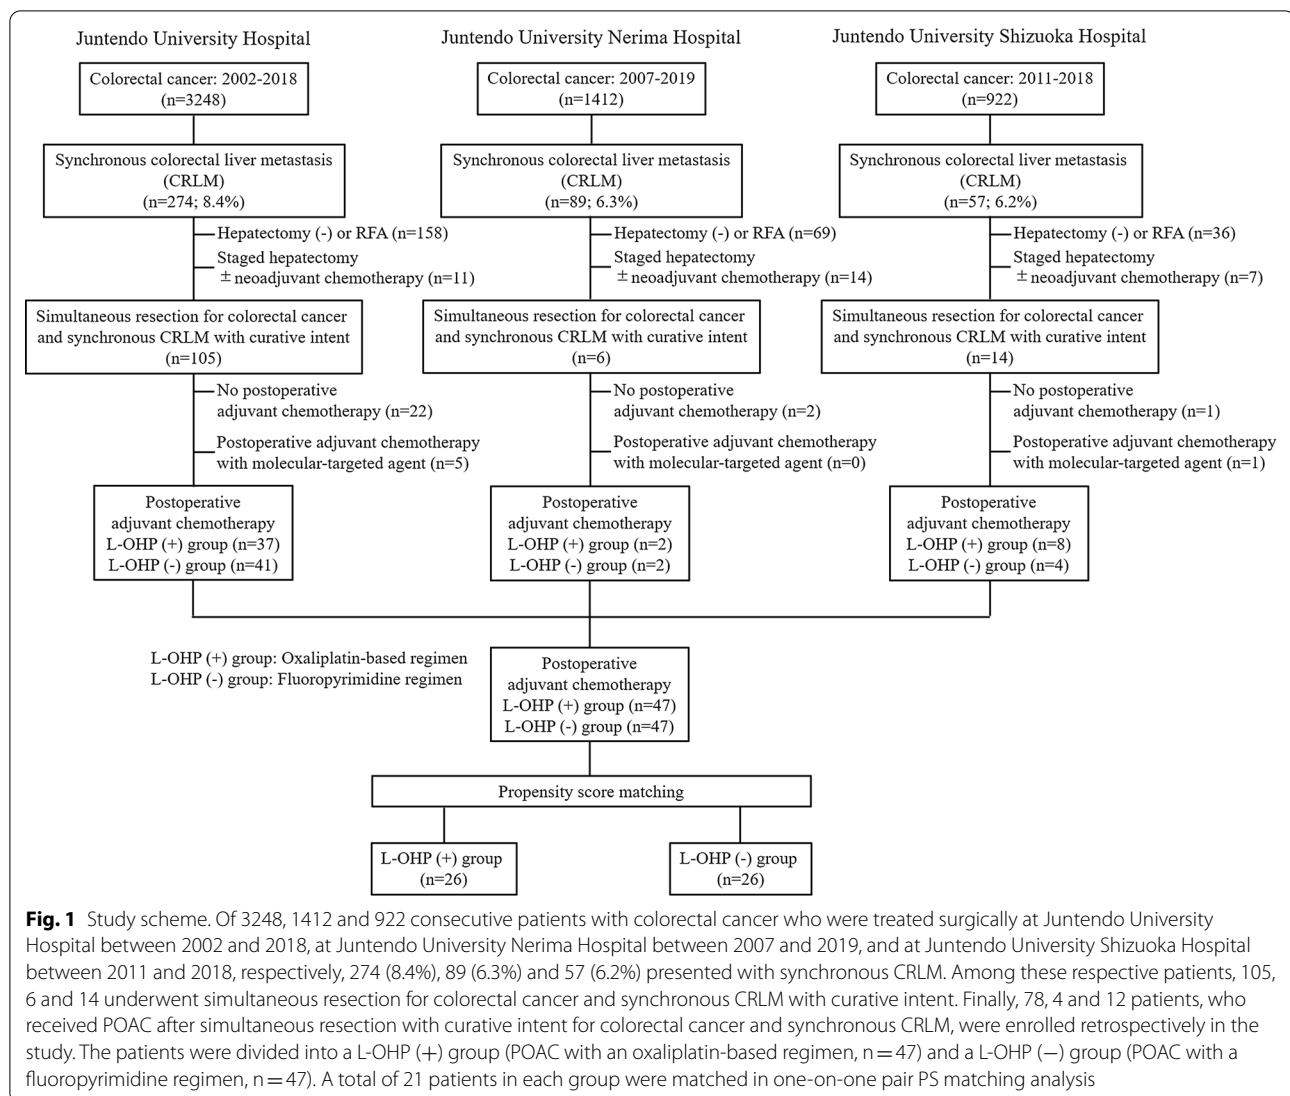 Juntendo University Hospital
Colorectal cancer: 2002-2018
(n=3248)
Synchronous colorectal liver metastasis
(CRLM)
(n=274; 8.4%)
Hepatectomy (-) or RFA (n=158)
Staged hepatectomy
±neoadjuvant chemotherapy (n=11)
Simultaneous resection for colorectal cancer
and synchronous CRLM with curative intent
(n=105)
No postoperative
adjuvant chemotherapy (n=22)
Postoperative adjuvant chemotherapy
with molecular-targeted agent (n=5)
Postoperative
adjuvant chemotherapy
L-OHP (+) group (n=37)
L-OHP (-) group (n=41)
Juntendo University Nerima Hospital
Colorectal cancer: 2007-2019
(n=1412)
Synchronous colorectal liver metastasis
(CRLM)
(n=89; 6.3%)
Hepatectomy (-) or RFA (n=69)
Staged hepatectomy
±neoadjuvant chemotherapy (n=14)
Simultaneous resection for colorectal cancer
and synchronous CRLM with curative intent
(n=6)
No postoperative
adjuvant chemotherapy (n=2)
Postoperative adjuvant chemotherapy
with molecular-targeted agent (n=0)
Postoperative
adjuvant chemotherapy
L-OHP (+) group (n=2)
L-OHP (-) group (n=2)
Juntendo University Shizuoka Hospital
Colorectal cancer: 2011-2018
(n=922)
Synchronous colorectal liver metastasis
(CRLM)
(n=57; 6.2%)
Hepatectomy (-) or RFA (n=36)
Staged hepatectomy
±neoadjuvant chemotherapy (n=7)
Simultaneous resection for colorectal cancer
and synchronous CRLM with curative intent
(n=14)
No postoperative
adjuvant chemotherapy (n=1)
Postoperative adjuvant chemotherapy
with molecular-targeted agent (n=1)
Postoperative
adjuvant chemotherapy
L-OHP (+) group (n=8)
L-OHP (-) group (n=4)
L-OHP (+) group: Oxaliplatin-based regimen
L-OHP (-) group: Fluoropyrimidine regimen
Postoperative
adjuvant chemotherapy
L-OHP (+) group (n=47)
L-OHP (-) group (n=47)
Propensity score matching
L-OHP (+) group
(n=26)
L-OHP (-) group
(n=26)
Fig. 1 Study scheme. Of 3248, 1412 and 922 consecutive patients with colorectal cancer who were treated surgically at Juntendo University
Hospital between 2002 and 2018, at Juntendo University Nerima Hospital between 2007 and 2019, and at Juntendo University Shizuoka Hospital
between 2011 and 2018, respectively, 274 (8.4%), 89 (6.3%) and 57 (6.2%) presented with synchronous CRLM. Among these respective patients, 105,
6 and 14 underwent simultaneous resection for colorectal cancer and synchronous CRLM with curative intent. Finally, 78, 4 and 12 patients, who
received POAC after simultaneous resection with curative intent for colorectal cancer and synchronous CRLM, were enrolled retrospectively in the
study. The patients were divided into a L-OHP (+) group (POAC with an oxaliplatin-based regimen, n = 47) and a L-OHP (−) group (POAC with a
fluoropyrimidine regimen, n = 47). A total of 21 patients in each group were matched in one-on-one pair PS matching analysis